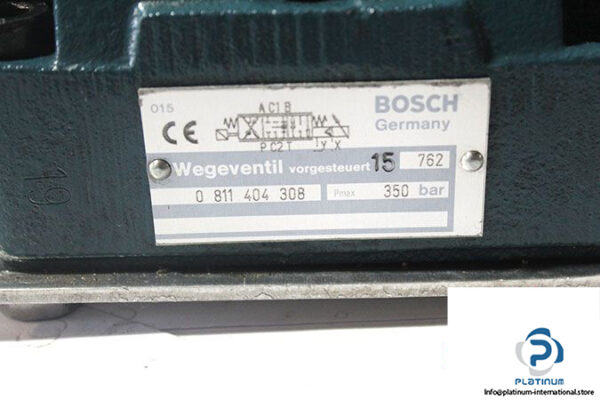 19
015
A C1 B
P C2 T Y X
CE
BOSCH
Germany
Wegeventil vorgesteuert 15 762
0 811 404 308 Pmax 350 bar
P
PLATINUM
Info@platinum-international.store